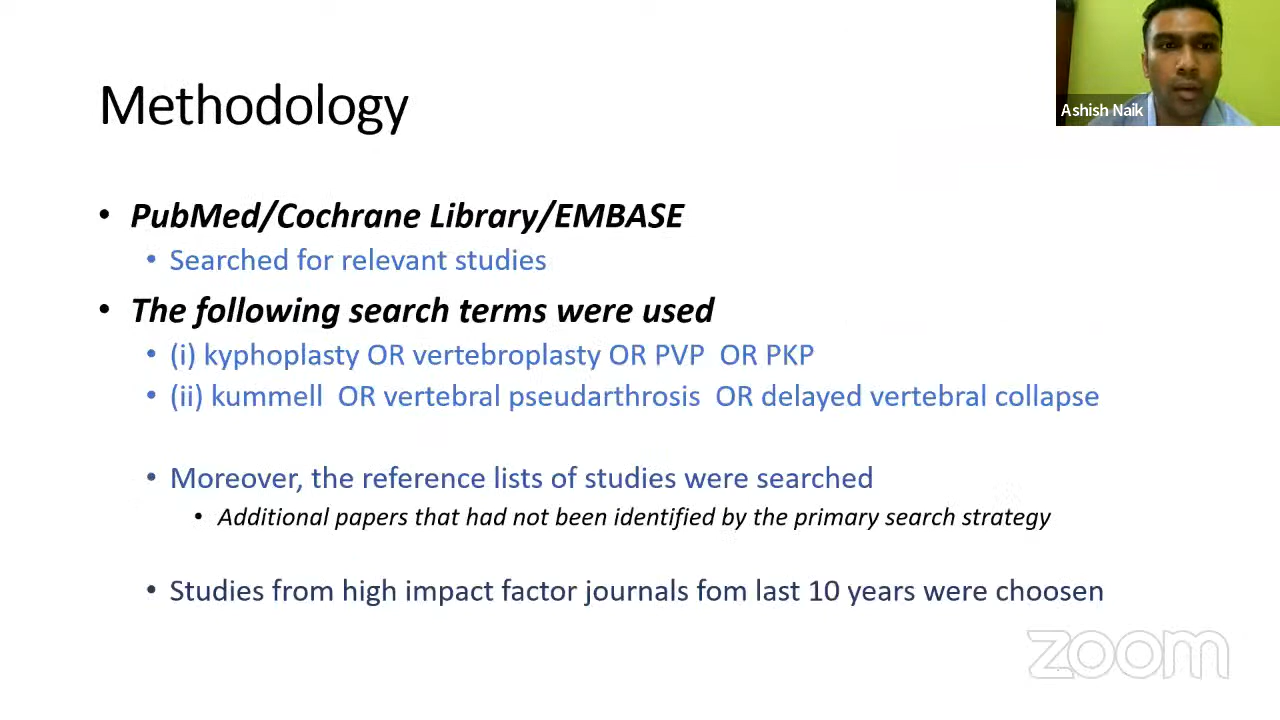 Methodology
Ashish Naik
• PubMed/Cochrane Library/EMBASE
• Searched for relevant studies
• The following search terms were used
• (i) kyphoplasty OR vertebroplasty OR PVP OR PKP
• (ii) kummell OR vertebral pseudarthrosis OR delayed vertebral collapse
• Moreover, the reference lists of studies were searched
• Additional papers that had not been identified by the primary search strategy
• Studies from high impact factor journals fom last 10 years were choosen
zoom